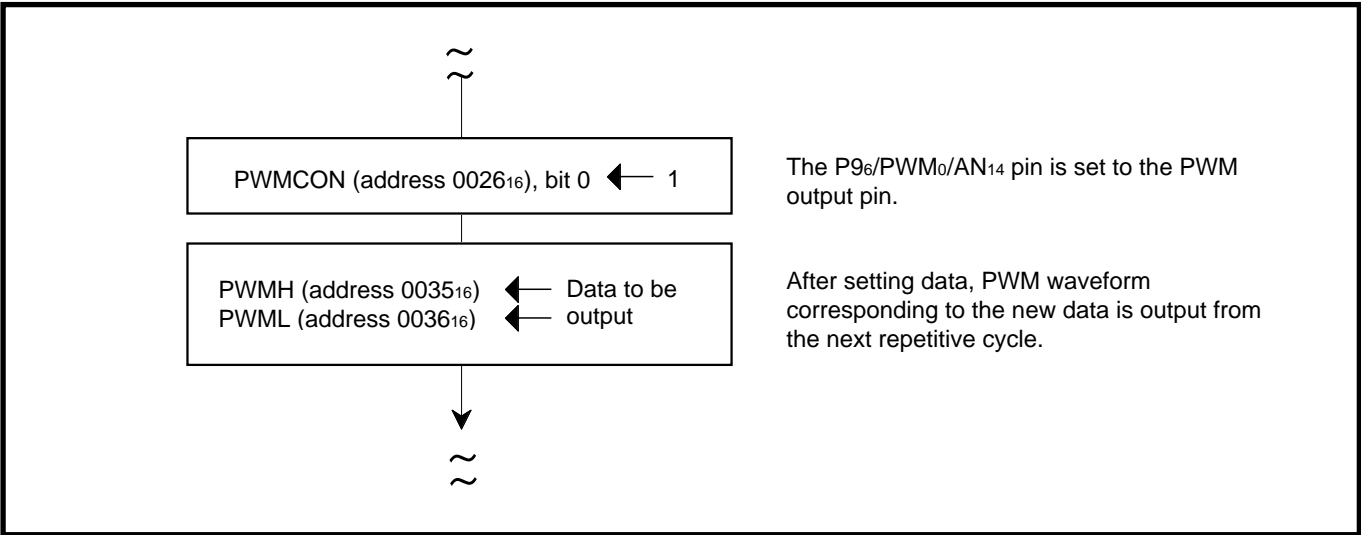 PWMCON (address 0026₁₆), bit 0 ← 1
The P9₆/PWM₀/AN₁₄ pin is set to the PWM
output pin.
PWMH (address 0035₁₆) ← Data to be
PWML (address 0036₁₆) ← output
After setting data, PWM waveform
corresponding to the new data is output from
the next repetitive cycle.